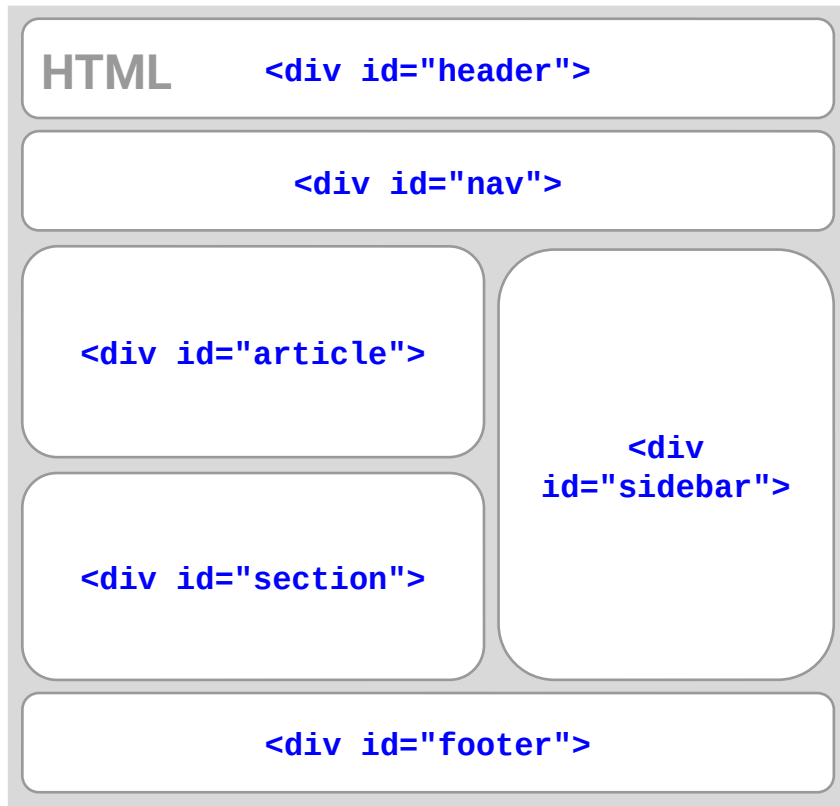 HTML <div id="header">
<div id="nav">
<div id="article">
<div
id="sidebar">
<div id="section">
<div id="footer">